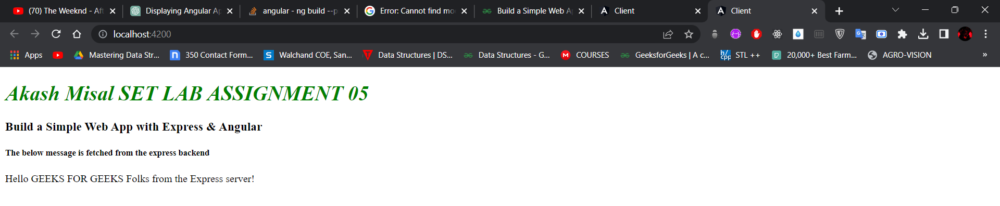 (70) The Weeknd - Aft
Displaying Angular Ap
angular - ng build --p
Error: Cannot find mo
Build a Simple Web A
Client
Client
localhost:4200
Apps
Mastering Data Str...
350 Contact Form...
Walchand COE, San...
Data Structures | DS...
Data Structures - G...
COURSES
GeeksforGeeks | A c...
STL ++
20,000+ Best Farm...
AGRO-VISION
»
Akash Misal SET LAB ASSIGNMENT 05
Build a Simple Web App with Express & Angular
The below message is fetched from the express backend
Hello GEEKS FOR GEEKS Folks from the Express server!